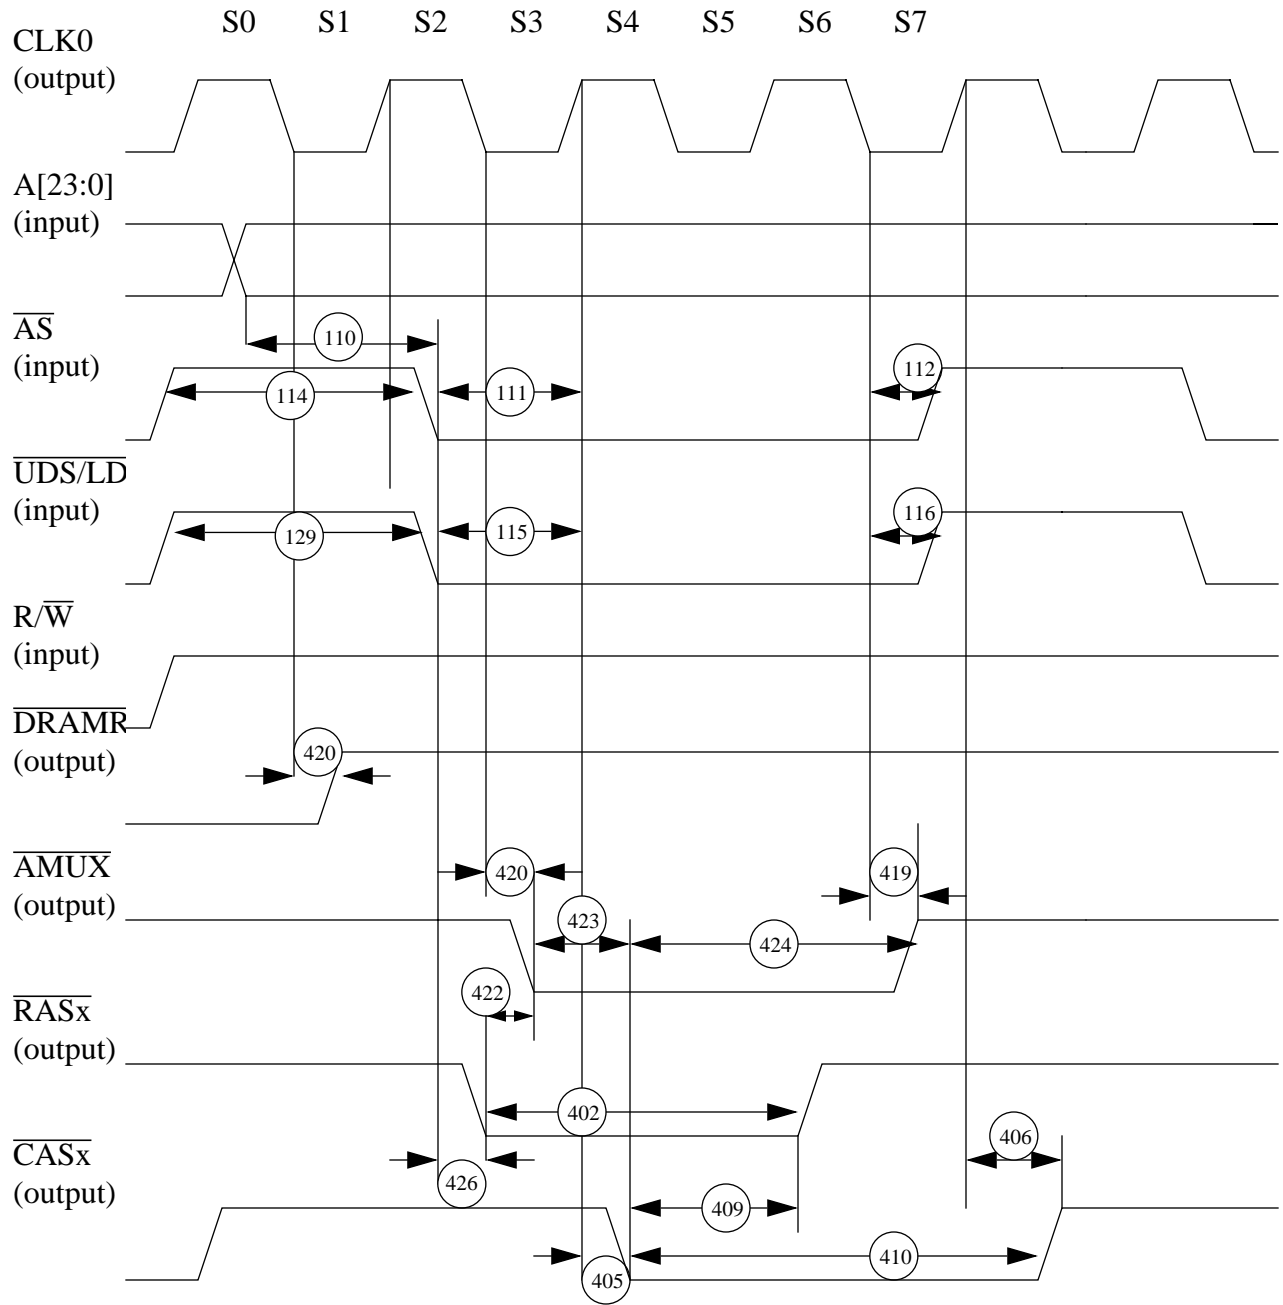 S0 S1 S2 S3 S4 S5 S6 S7
CLK0
(output)
A[23:0]
(input)
AS
(input)
110
112
114
111
UDS/LD
(input)
129
115
116
R/W
(input)
DRAMR
(output)
420
AMUX
(output)
420
419
423
424
RASx
(output)
422
402
406
CASx
(output)
426
409
410
405